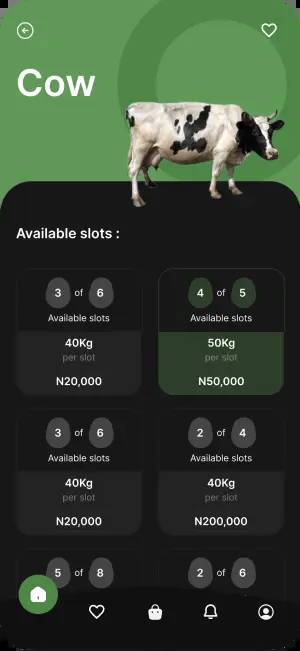 Cow
Available slots :
3 of 6
Available slots
40Kg
per slot
N20,000
4 of 5
Available slots
50Kg
per slot
N50,000
3 of 6
Available slots
40Kg
per slot
N20,000
2 of 4
Available slots
40Kg
per slot
N200,000
5 of 8
2 of 6